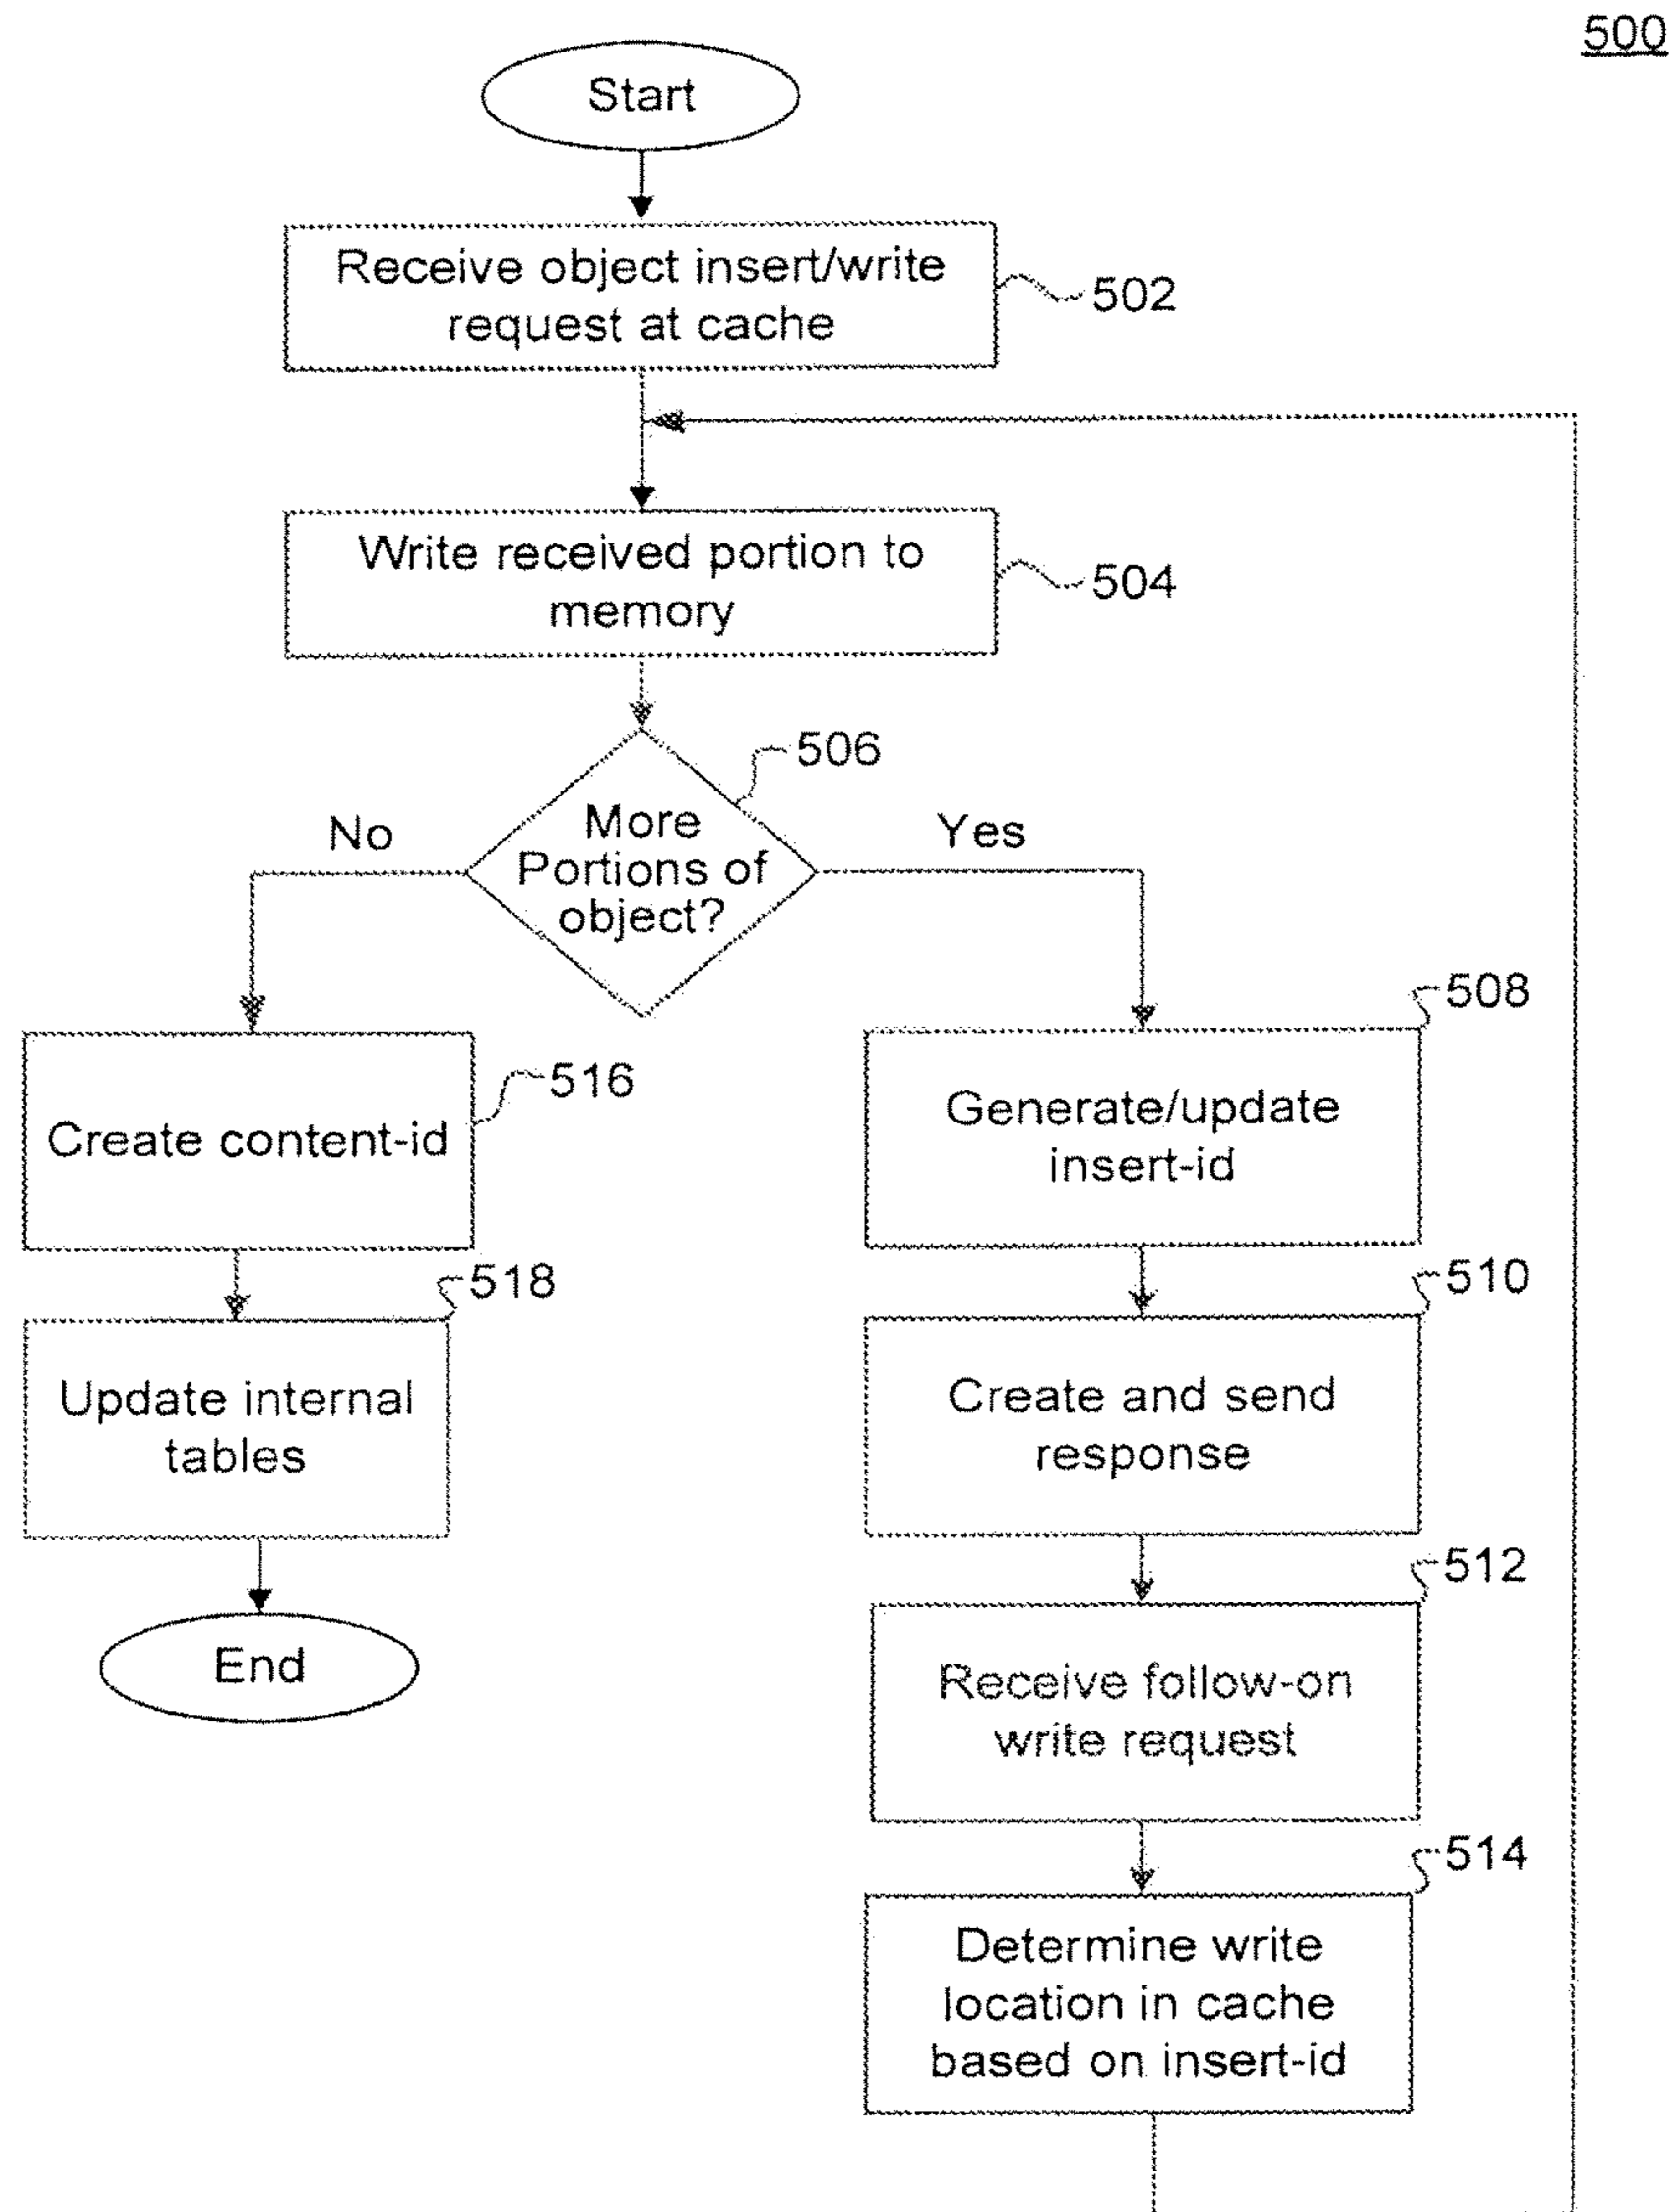 500
Start
Receive object insert/write
request at cache
502
Write received portion to
memory
504
506
More
Portions of
object?
No
Yes
508
516
Create content-id
Generate/update
insert-id
518
510
Update internal
tables
Create and send
response
512
End
Receive follow-on
write request
514
Determine write
location in cache
based on insert-id